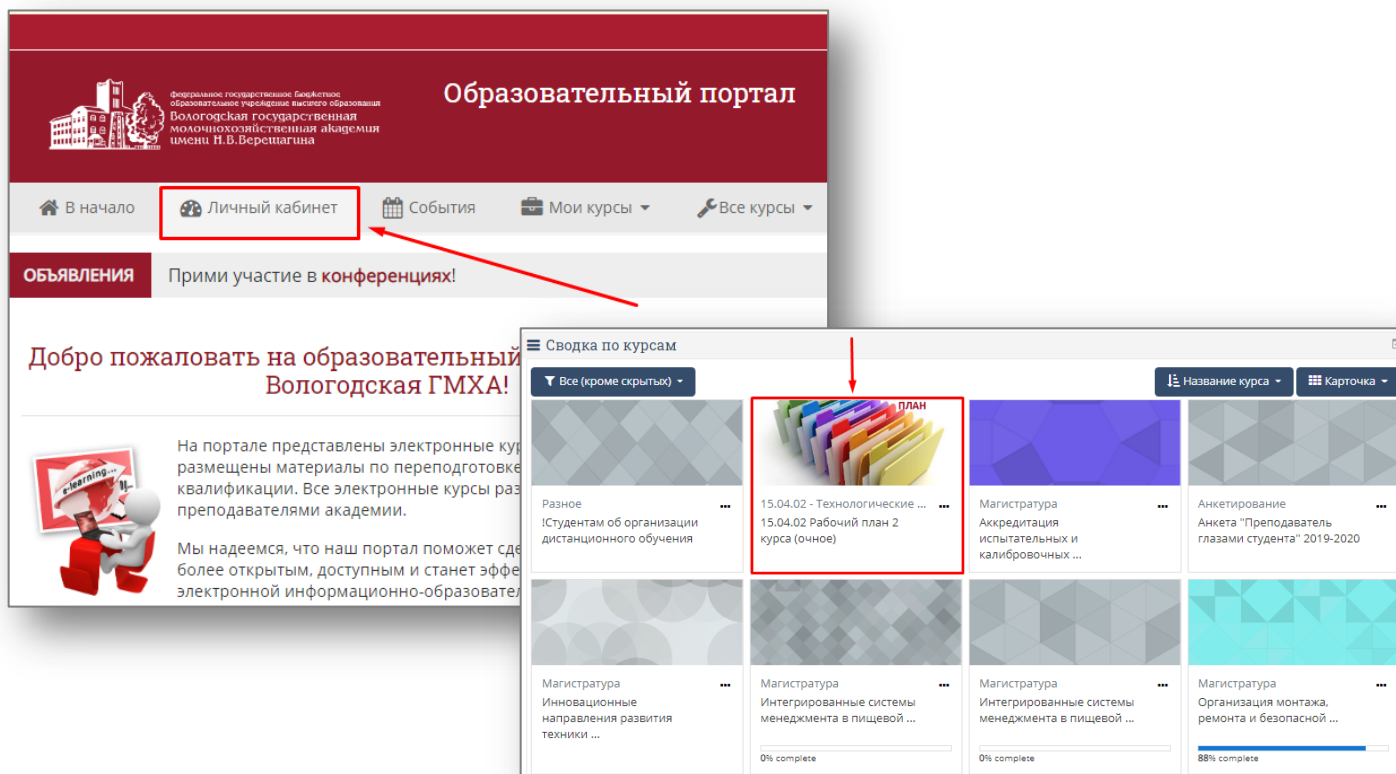 федеральное государственное бюджетное
образовательное учреждение высшего образования
Вологодская государственная
молочнохозяйственная академия
имени Н.В.Верещагина
Образовательный портал
В начало
Личный кабинет
События
Мои курсы
Все курсы
ОБЪЯВЛЕНИЯ
Прими участие в конференциях!
Добро пожаловать на образовательный
Вологодская ГМХА!
e-learning...
На портале представлены электронные кур
размещены материалы по переподготовке
квалификации. Все электронные курсы раз
преподавателями академии.
Мы надеемся, что наш портал поможет сде
более открытым, доступным и станет эффе
электронной информационно-образовател
Сводка по курсам
Все (кроме скрытых)
Название курса
Карточка
ПЛАН
Разное
...
!Студентам об организации
дистанционного обучения
15.04.02 - Технологические ...
...
15.04.02 Рабочий план 2
курса (очное)
Магистратура
...
Аккредитация
испытательных и
калибровочных ...
Анкетирование
...
Анкета "Преподаватель
глазами студента" 2019-2020
Магистратура
...
Инновационные
направления развития
техники ...
Магистратура
...
Интегрированные системы
менеджмента в пищевой ...
0% complete
Магистратура
...
Интегрированные системы
менеджмента в пищевой ...
0% complete
Магистратура
...
Организация монтажа,
ремонта и безопасной ...
88% complete